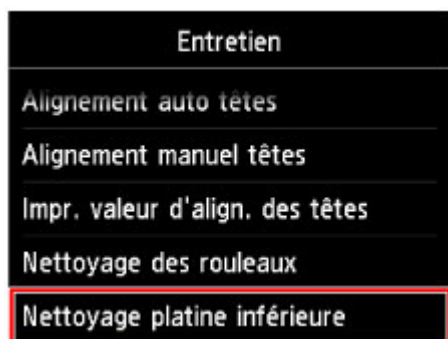 Entretien
Alignement auto têtes
Alignement manuel têtes
Impr. valeur d'align. des têtes
Nettoyage des rouleaux
Nettoyage platine inférieure